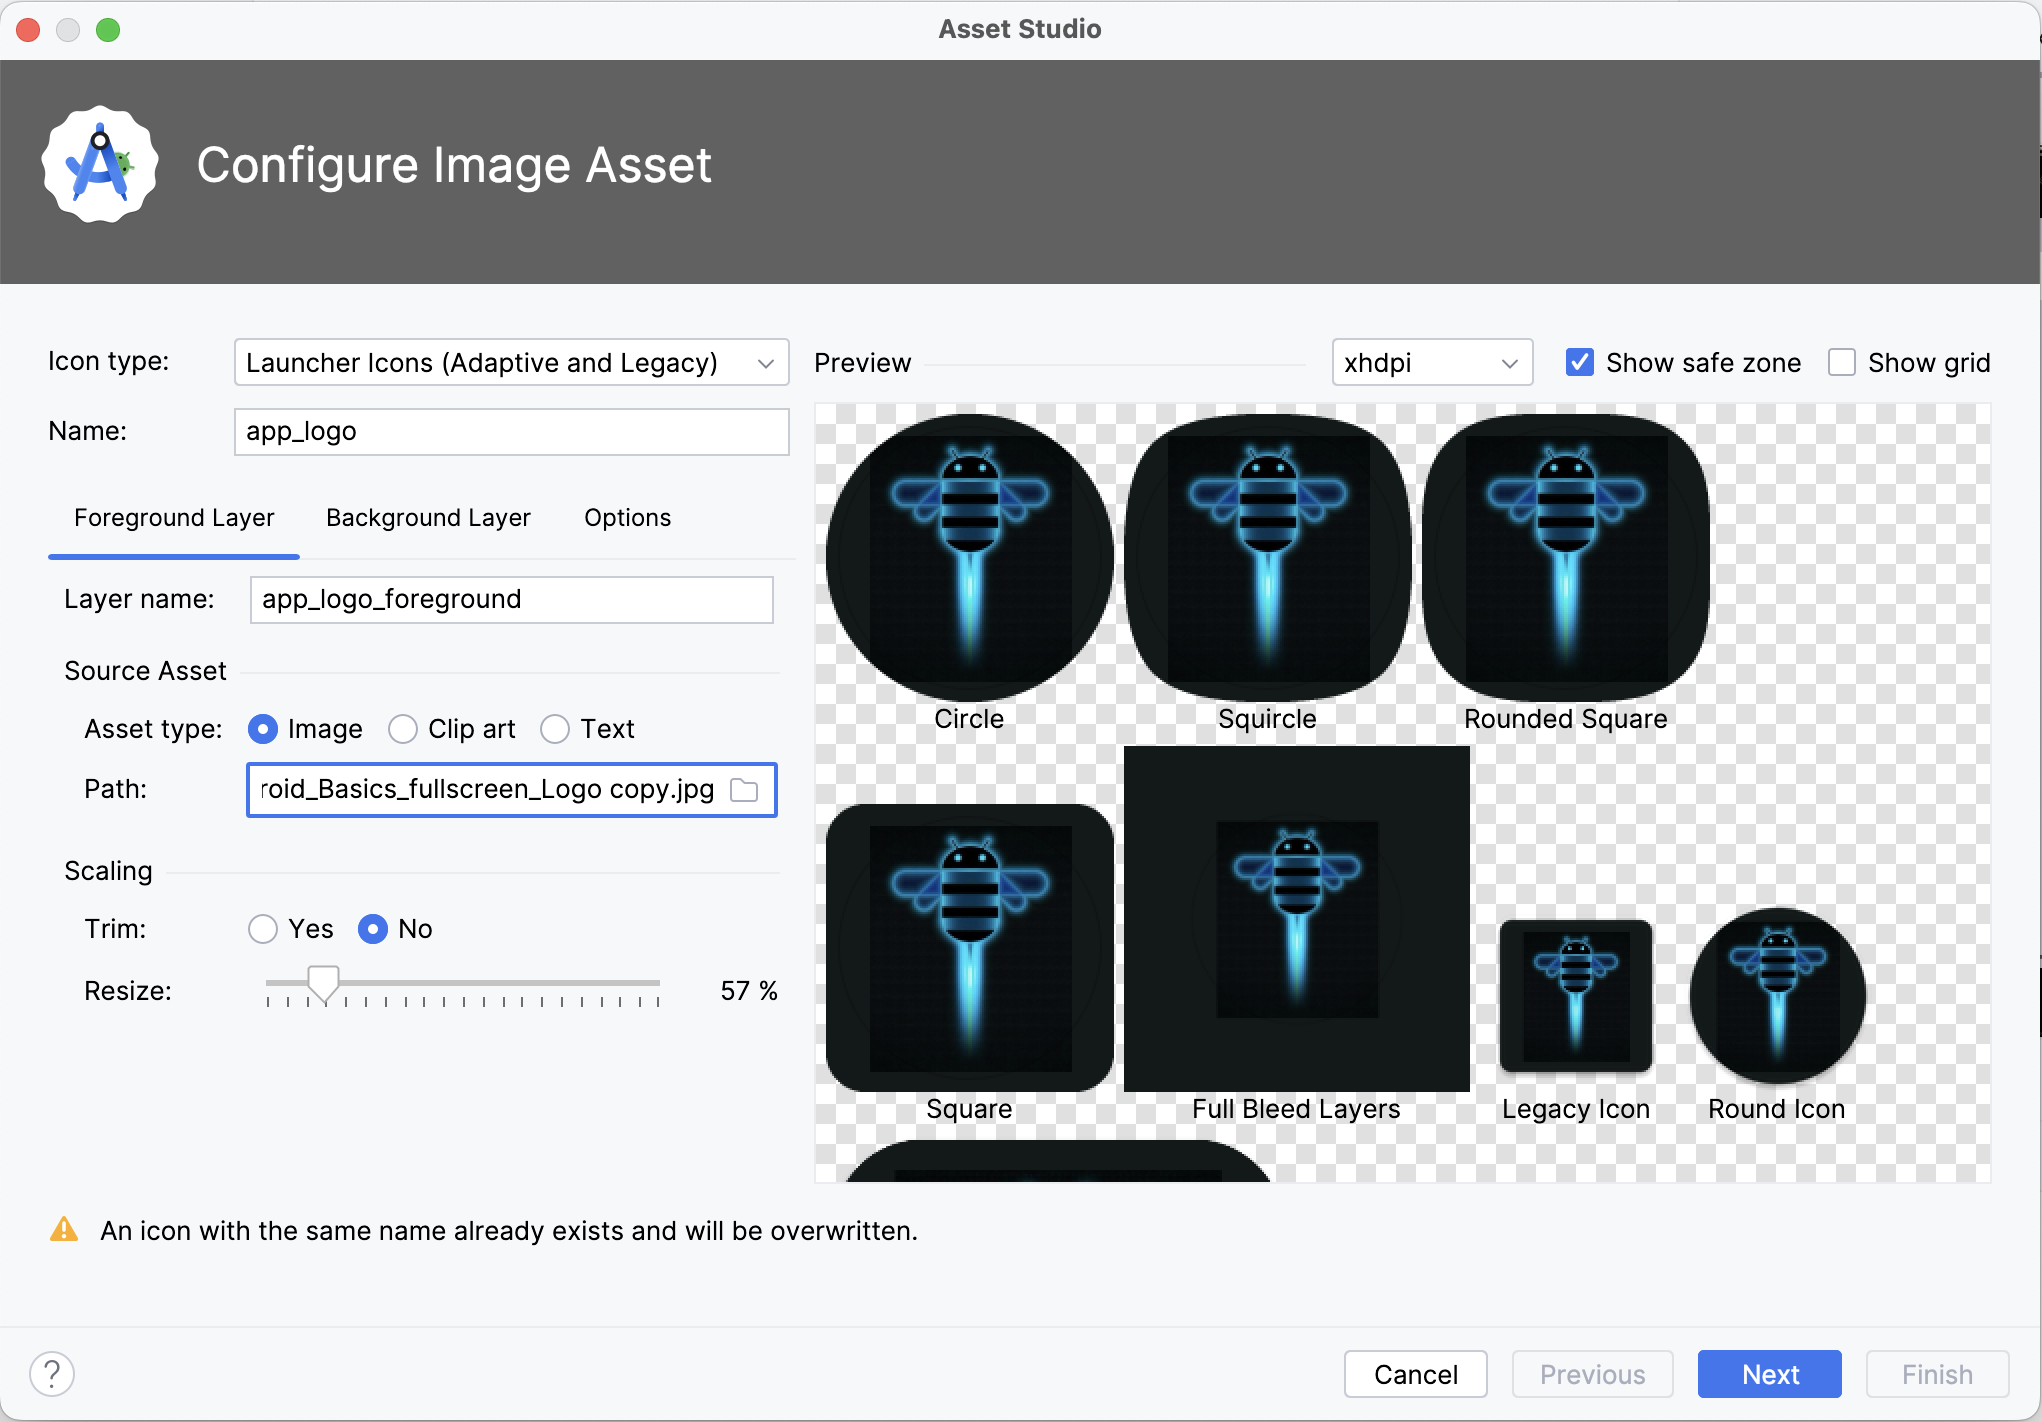 Asset Studio
Configure Image Asset
Icon type: Launcher Icons (Adaptive and Legacy)
Preview xhdpi Show safe zone Show grid
Name: app_logo
Foreground Layer Background Layer Options
Layer name: app_logo_foreground
Source Asset
Asset type: Image Clip art Text
Path: roid_Basics_fullscreen_Logo copy.jpg
Scaling
Trim: Yes No
Resize: 57 %
Circle Squircle Rounded Square
Square Full Bleed Layers Legacy Icon Round Icon
An icon with the same name already exists and will be overwritten.
? Cancel Previous Next Finish